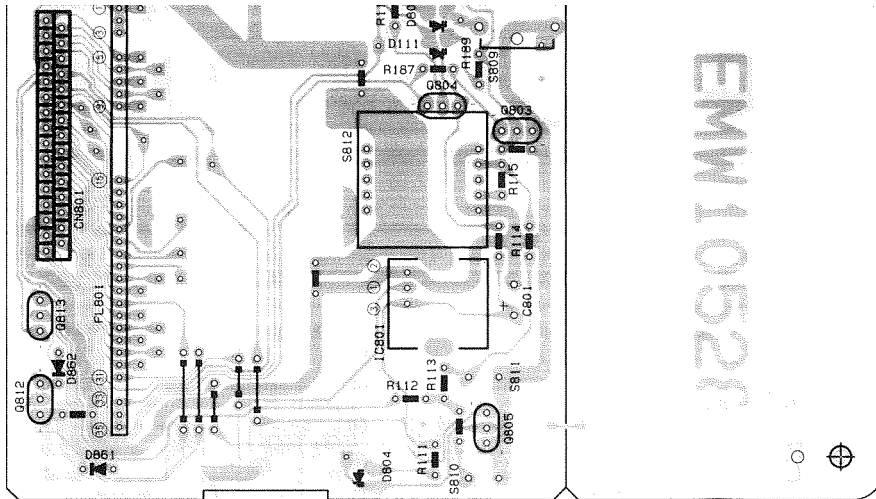 D111
R187
R189
S809
Q804
Q803
S812
R115
CN801
R114
C801
+
IC801
PL801
Q813
D862
Q812
R113
R112
S811
Q805
D861
D804
R111
S810